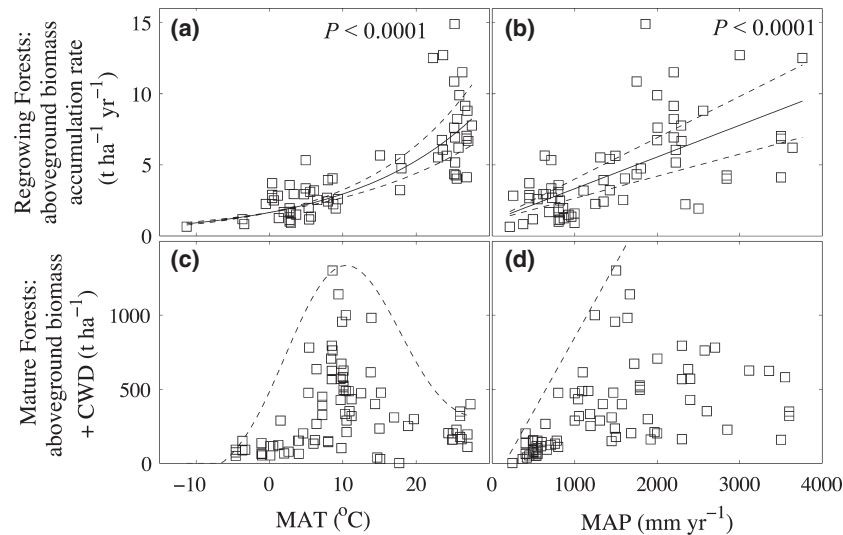 (a)
P < 0.0001
(b)
P < 0.0001
Regrowing Forests:
aboveground biomass
accumulation rate
(t ha⁻¹ yr⁻¹)
15
10
5
0
(c)
(d)
Mature Forests:
aboveground biomass
+ CWD (t ha⁻¹)
1000
500
0
−10 0 10 20
1000 2000 3000 4000
MAT (°C)
MAP (mm yr⁻¹)